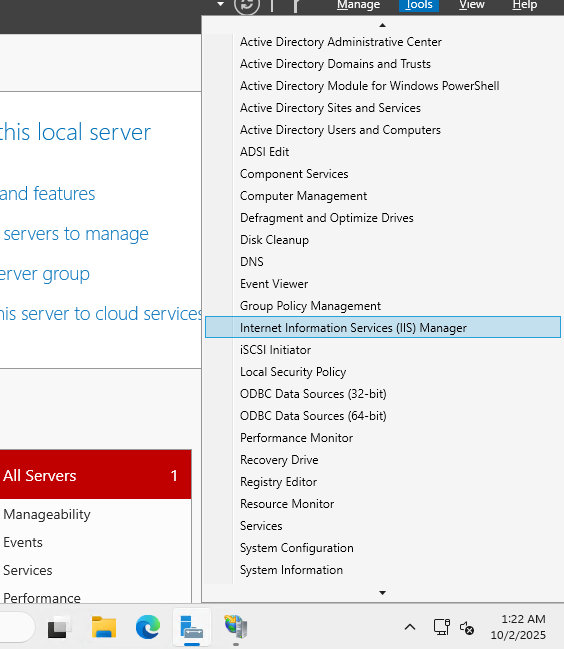 Manage Tools View Help
Active Directory Administrative Center
Active Directory Domains and Trusts
Active Directory Module for Windows PowerShell
Active Directory Sites and Services
Active Directory Users and Computers
ADSI Edit
Component Services
Computer Management
Defragment and Optimize Drives
Disk Cleanup
DNS
Event Viewer
Group Policy Management
Internet Information Services (IIS) Manager
iSCSI Initiator
Local Security Policy
ODBC Data Sources (32-bit)
ODBC Data Sources (64-bit)
Performance Monitor
Recovery Drive
Registry Editor
Resource Monitor
Services
System Configuration
System Information
this local server
and features
servers to manage
erver group
his server to cloud services
All Servers 1
Manageability
Events
Services
Performance
1:22 AM
10/2/2025